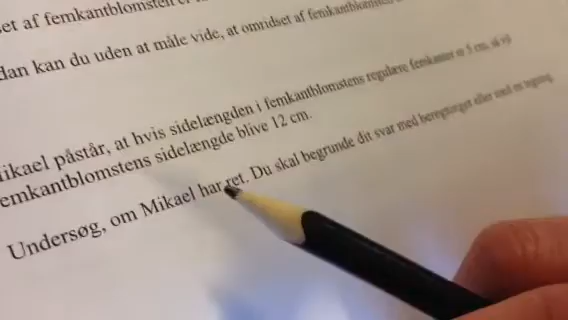 et af femkantblomsten er
dan kan du uden at måle vide, at omridset af femkantblomsten
ikael påstår, at hvis sidelængden i femkantblomstens regulære femkanter er 5 cm, så vil
emkantblomstens sidelængde blive 12 cm.
Undersøg, om Mikael har ret. Du skal begrunde dit svar med beregninger eller med en tegning.